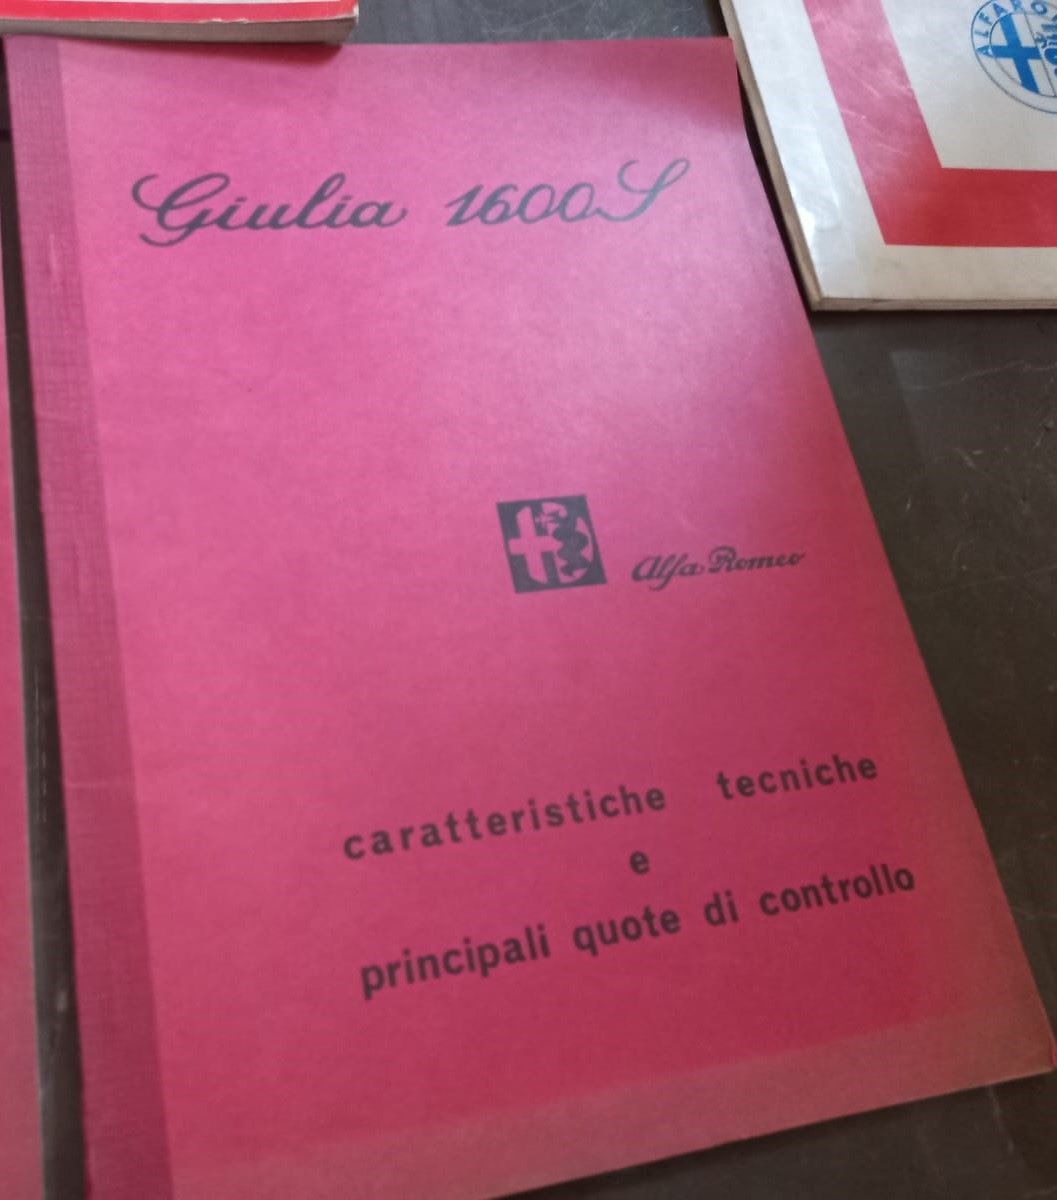 Giulia 1600 S
Alfa Romeo
caratteristiche tecniche
e
principali quote di controllo